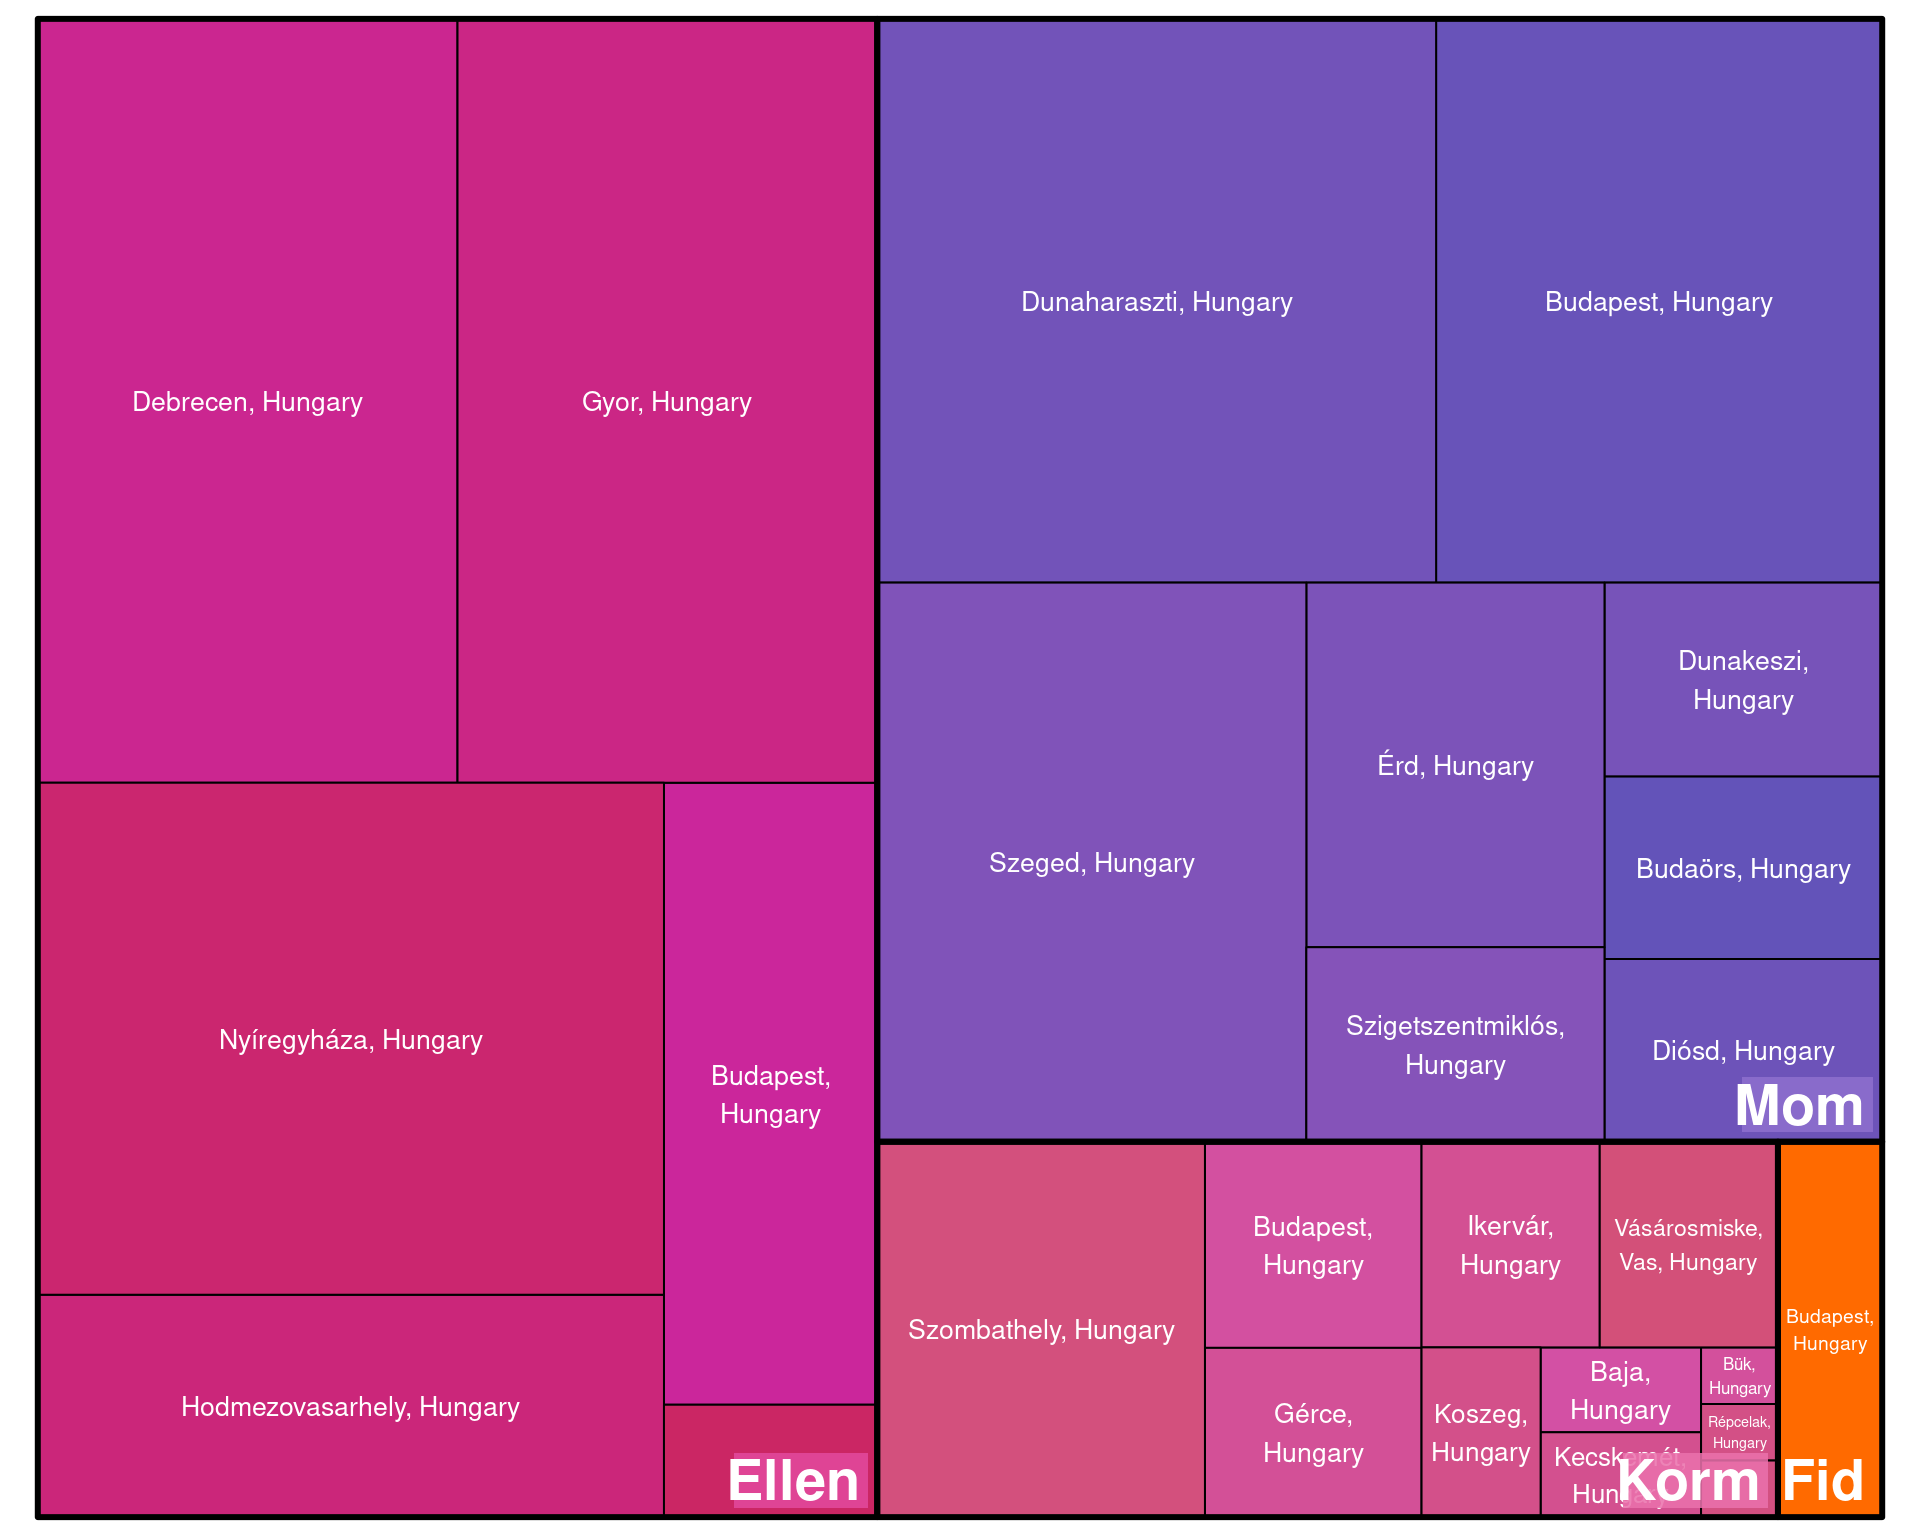 Debrecen, Hungary
Gyor, Hungary
Nyíregyháza, Hungary
Budapest,
Hungary
Hodmezovasarhely, Hungary
Ellen
Dunaharaszti, Hungary
Budapest, Hungary
Szeged, Hungary
Érd, Hungary
Dunakeszi,
Hungary
Budaörs, Hungary
Szigetszentmiklós,
Hungary
Diósd, Hungary
Mom
Szombathely, Hungary
Budapest,
Hungary
Ikervár,
Hungary
Vásárosmiske,
Vas, Hungary
Gérce,
Hungary
Koszeg,
Hungary
Baja,
Hungary
Bük,
Hungary
Répcelak,
Hungary
Kecskemét,
Hungary
Korm
Budapest,
Hungary
Fid